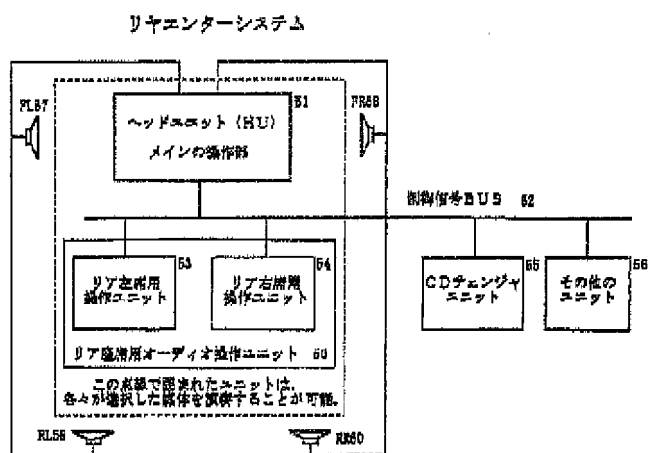 リヤエンターシステム
FL57
51
FR58
ヘッドユニット (HU)
メインの操作部
制御信号BUS 52
53
リア左席用
操作ユニット
54
リア右席用
操作ユニット
55
CDチェンジャ
ユニット
56
その他の
ユニット
リア座席用オーディオ操作ユニット 50
この点線で囲まれたユニットは、
各々が選択した媒体を演奏することが可能。
RL59
RR60